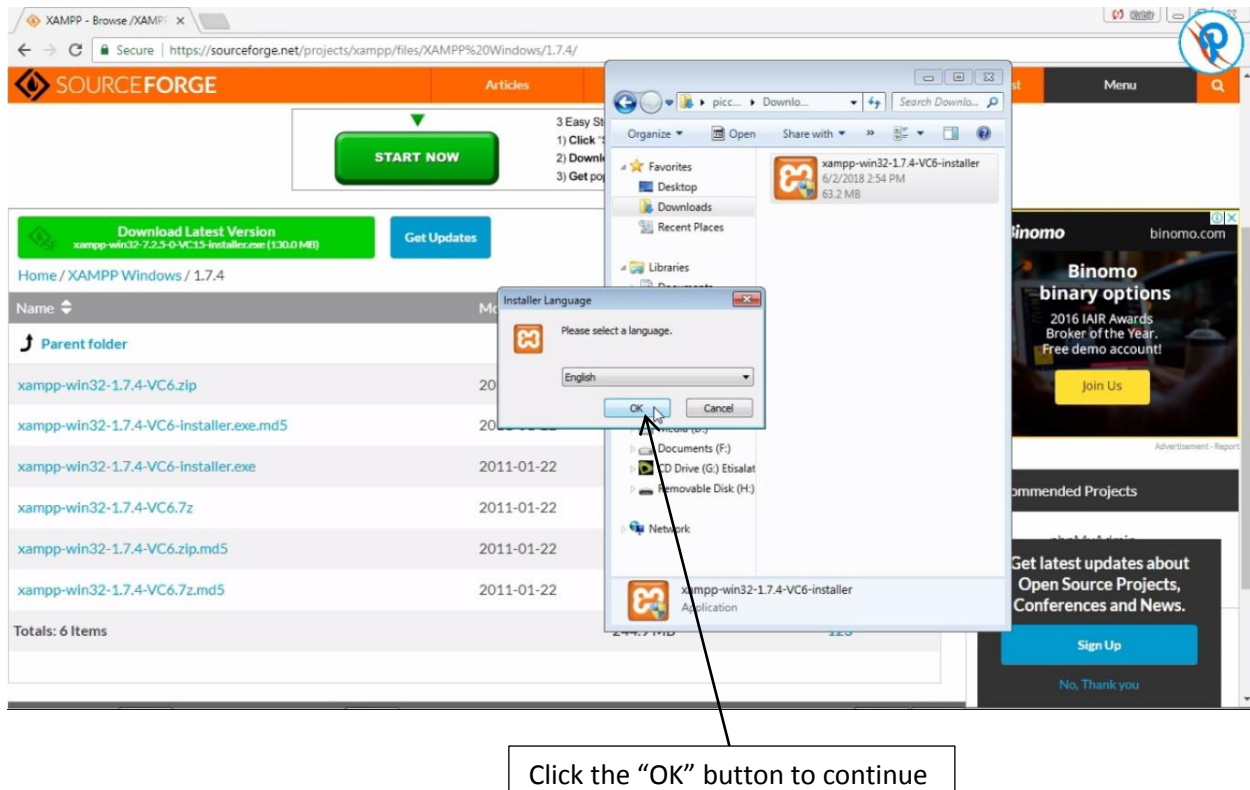 XAMPP - Browse /XAMPP
Secure | https://sourceforge.net/projects/xampp/files/XAMPP%20Windows/1.7.4/
SOURCEFORGE
Articles
Menu
START NOW
3 Easy
1) Click
2)
3) Get
Download Latest Version
xampp-win32-7.2.5-0-VC15-installer.exe (130.0 MB)
Get Updates
Home / XAMPP Windows / 1.7.4
Name
Parent folder
xampp-win32-1.7.4-VC6.zip
xampp-win32-1.7.4-VC6-installer.exe.md5
xampp-win32-1.7.4-VC6-installer.exe
2011-01-22
xampp-win32-1.7.4-VC6.7z
2011-01-22
xampp-win32-1.7.4-VC6.zip.md5
2011-01-22
xampp-win32-1.7.4-VC6.7z.md5
2011-01-22
Totals: 6 Items
picc... Downlo...
Search Downlo...
Organize Open Share with »
Favorites
Desktop
Downloads
Recent Places
Libraries
xampp-win32-1.7.4-VC6-installer
6/2/2018 2:54 PM
63.2 MB
Installer Language
Please select a language.
English
OK Cancel
Documents (F:)
CD Drive (G:) Etisalat
Removable Disk (H:)
Network
xampp-win32-1.7.4-VC6-installer
Application
binomo.com
Binomo
binary options
2016 IAIR Awards
Broker of the Year.
Free demo account!
Join Us
Advertisement - Report
Projects
Get latest updates about
Open Source Projects,
Conferences and News.
Sign Up
No, Thank you
Click the “OK” button to continue